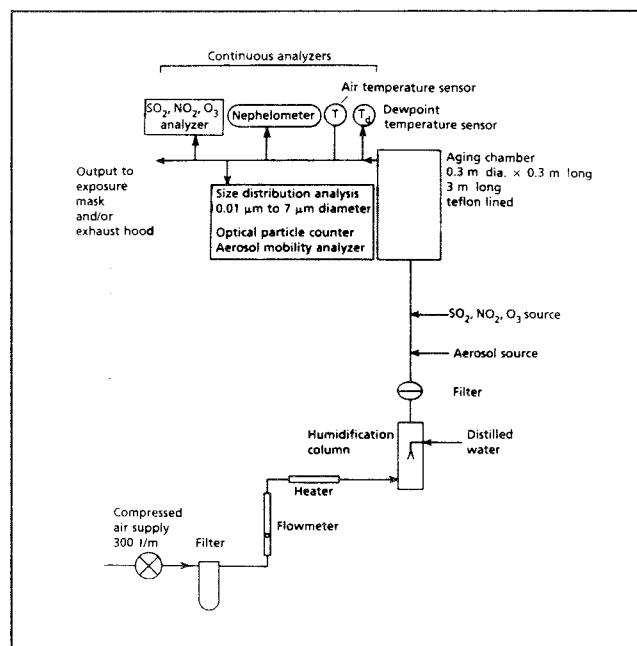 Continuous analyzers
Air temperature sensor
SO2, NO2, O3
analyzer
Nephelometer
T
Td
Dewpoint
temperature sensor
Output to
exposure
mask
and/or
exhaust hood
Size distribution analysis
0.01 μm to 7 μm diameter
Optical particle counter
Aerosol mobility analyzer
Aging chamber
0.3 m dia. × 0.3 m long
3 m long
teflon lined
SO2, NO2, O3 source
Aerosol source
Filter
Humidification
column
Distilled
water
Heater
Flowmeter
Compressed
air supply
300 l/m
Filter